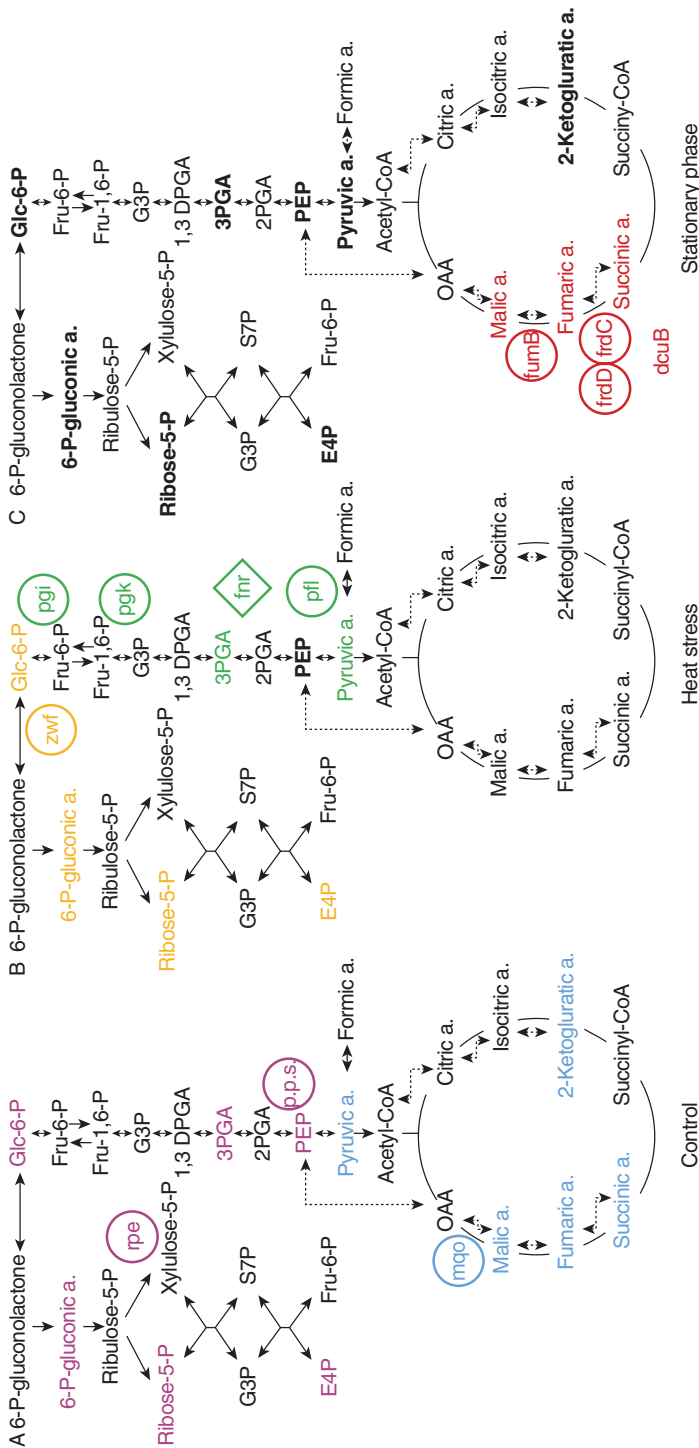 A 6-P-gluconolactone
Glc-6-P
6-P-gluconic a.
Fru-6-P
Ribulose-5-P
Fru-1,6-P
rpe
G3P
Ribose-5-P
Xylulose-5-P
1,3 DPGA
3PGA
G3P
S7P
2PGA
p.p.s.
PEP
E4P
Fru-6-P
Pyruvic a.
Formic a.
Acetyl-CoA
OAA
Citric a.
mqo
Malic a.
Isocitric a.
Fumaric a.
2-Ketogluratic a.
Succinic a.
Succinyl-CoA
Control
B 6-P-gluconolactone
zwf
Glc-6-P
pgi
6-P-gluconic a.
Fru-6-P
Ribulose-5-P
Fru-1,6-P
pgk
G3P
Ribose-5-P
Xylulose-5-P
1,3 DPGA
3PGA
fnr
G3P
S7P
2PGA
PEP
pfl
E4P
Fru-6-P
Pyruvic a.
Formic a.
Acetyl-CoA
OAA
Citric a.
Malic a.
Isocitric a.
Fumaric a.
2-Ketogluratic a.
Succinic a.
Succinyl-CoA
Heat stress
C 6-P-gluconolactone
Glc-6-P
6-P-gluconic a.
Fru-6-P
Ribulose-5-P
Fru-1,6-P
G3P
Ribose-5-P
Xylulose-5-P
1,3 DPGA
3PGA
G3P
S7P
2PGA
PEP
E4P
Fru-6-P
Pyruvic a.
Formic a.
Acetyl-CoA
OAA
Citric a.
Malic a.
Isocitric a.
fumB
Fumaric a.
2-Ketogluratic a.
frdD
frdC
Succinic a.
Succiny-CoA
dcuB
Stationary phase